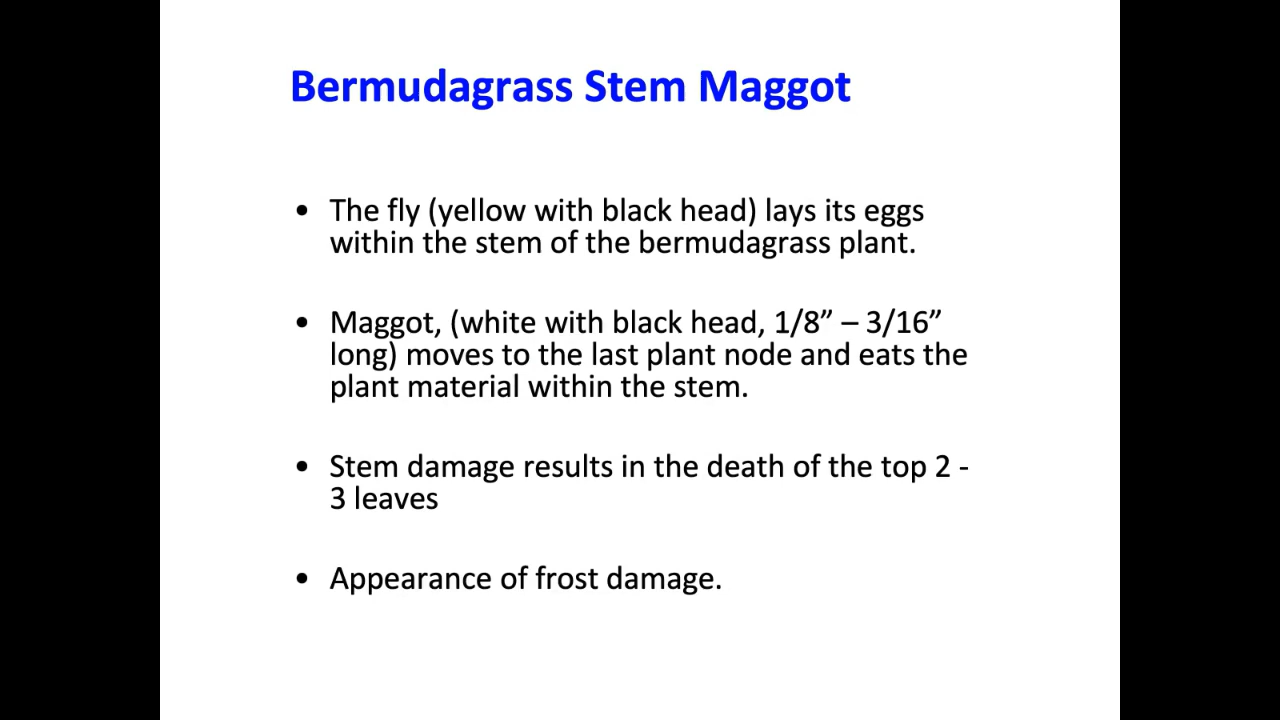 Bermudagrass Stem Maggot
• The fly (yellow with black head) lays its eggs
within the stem of the bermudagrass plant.
• Maggot, (white with black head, 1/8” – 3/16”
long) moves to the last plant node and eats the
plant material within the stem.
• Stem damage results in the death of the top 2 -
3 leaves
• Appearance of frost damage.